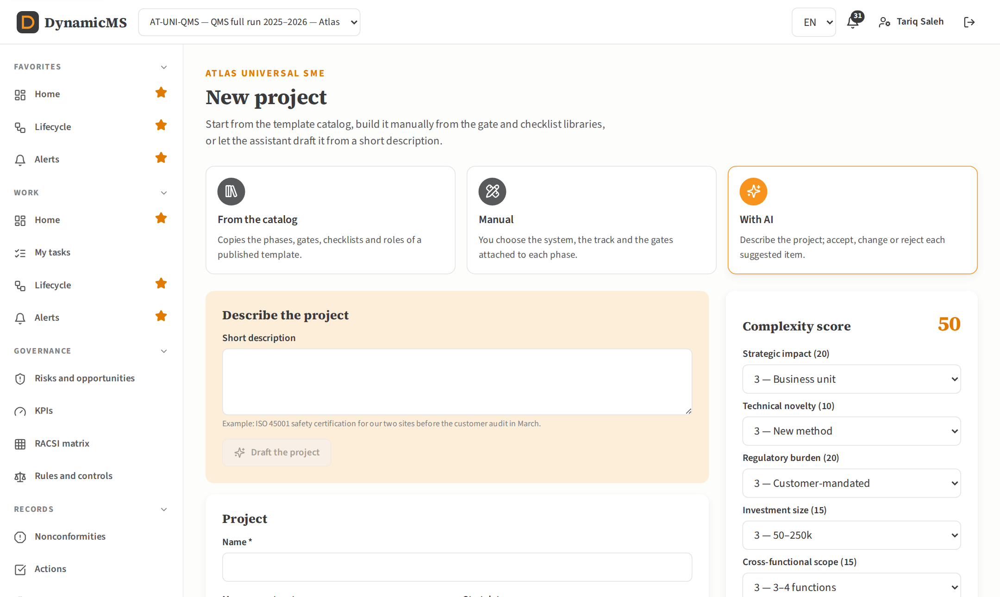 DynamicMS
AT-UNI-QMS — QMS full run 2025–2026 — Atlas
EN
31
Tariq Saleh
FAVORITES
Home
Lifecycle
Alerts
WORK
Home
My tasks
Lifecycle
Alerts
GOVERNANCE
Risks and opportunities
KPIs
RACSI matrix
Rules and controls
RECORDS
Nonconformities
Actions
ATLAS UNIVERSAL SME
New project
Start from the template catalog, build it manually from the gate and checklist libraries,
or let the assistant draft it from a short description.
From the catalog
Copies the phases, gates, checklists and roles of a
published template.
Manual
You choose the system, the track and the gates
attached to each phase.
With AI
Describe the project; accept, change or reject each
suggested item.
Describe the project
Short description
Example: ISO 45001 safety certification for our two sites before the customer audit in March.
Draft the project
Project
Name *
Complexity score
50
Strategic impact (20)
3 — Business unit
Technical novelty (10)
3 — New method
Regulatory burden (20)
3 — Customer-mandated
Investment size (15)
3 — 50–250k
Cross-functional scope (15)
3 — 3–4 functions